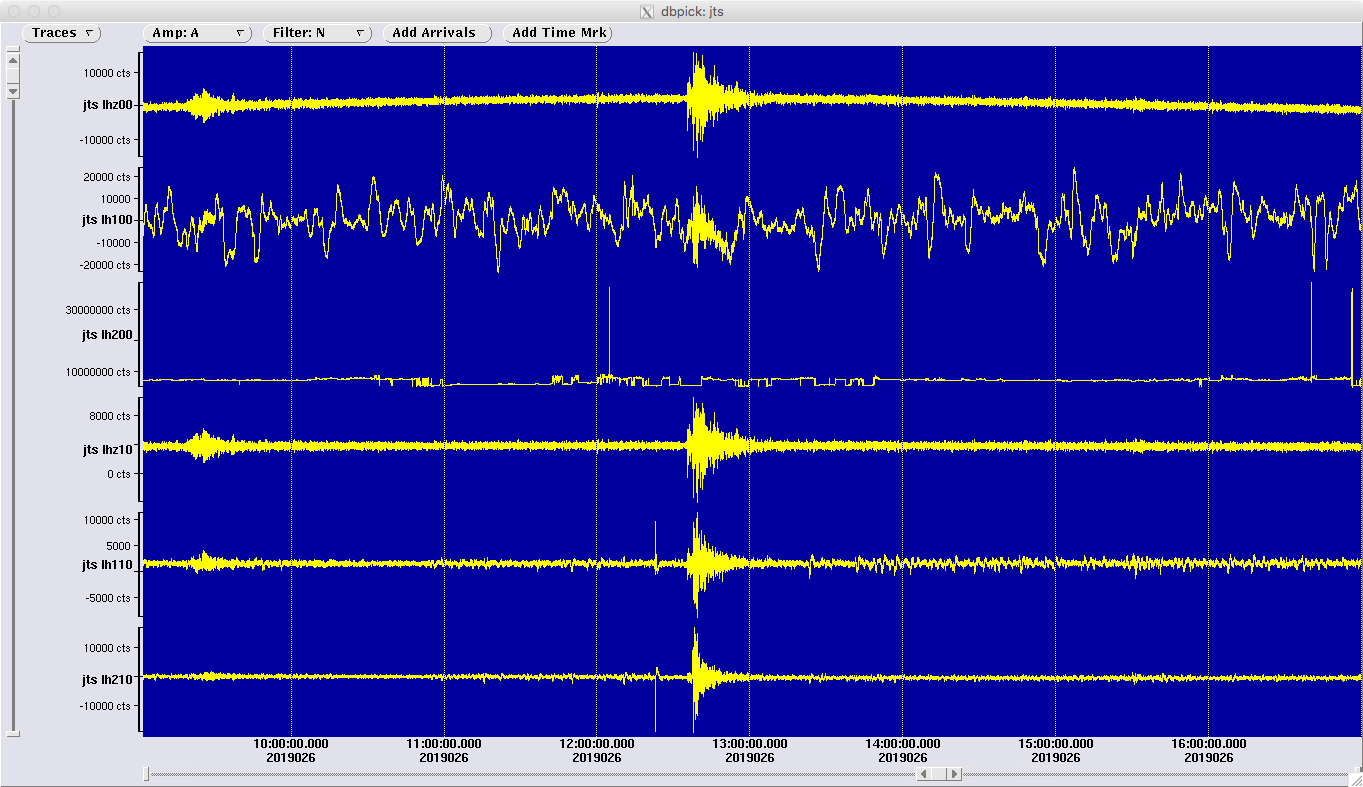 dbpick: jts
Traces
Amp: A
Filter: N
Add Arrivals
Add Time Mrk
10000 cts
jts lhz00
-10000 cts
20000 cts
10000
jts lh100
-10000 cts
-20000 cts
30000000 cts
jts lh200
10000000 cts
8000 cts
jts lhz10
0 cts
10000 cts
5000
jts lh110
-5000 cts
10000 cts
jts lh210
-10000 cts
10:00:00.000 11:00:00.000 12:00:00.000 13:00:00.000 14:00:00.000 15:00:00.000 16:00:00.000
2019026 2019026 2019026 2019026 2019026 2019026 2019026